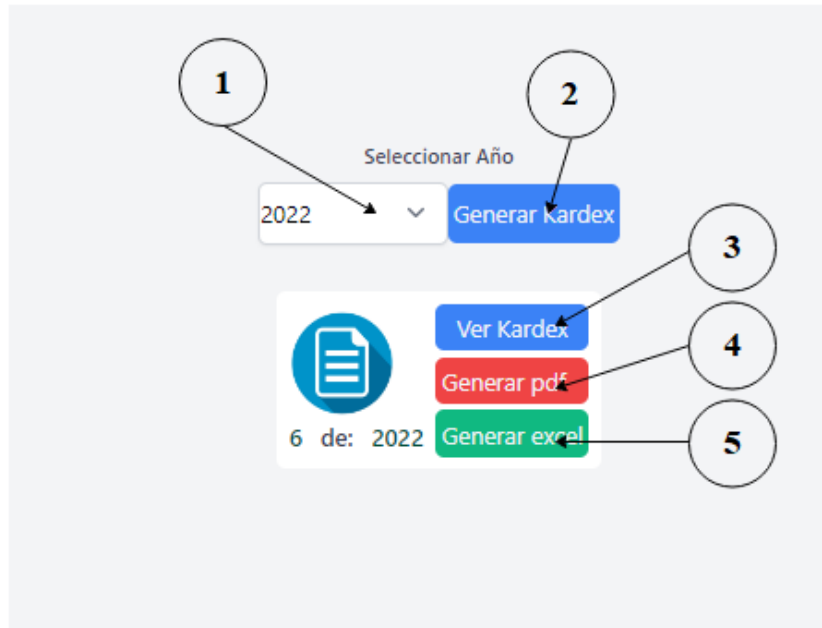 1
2
Seleccionar Año
2022
Generar Kardex
3
Ver Kardex
4
Generar pdf
6 de: 2022
Generar excel
5